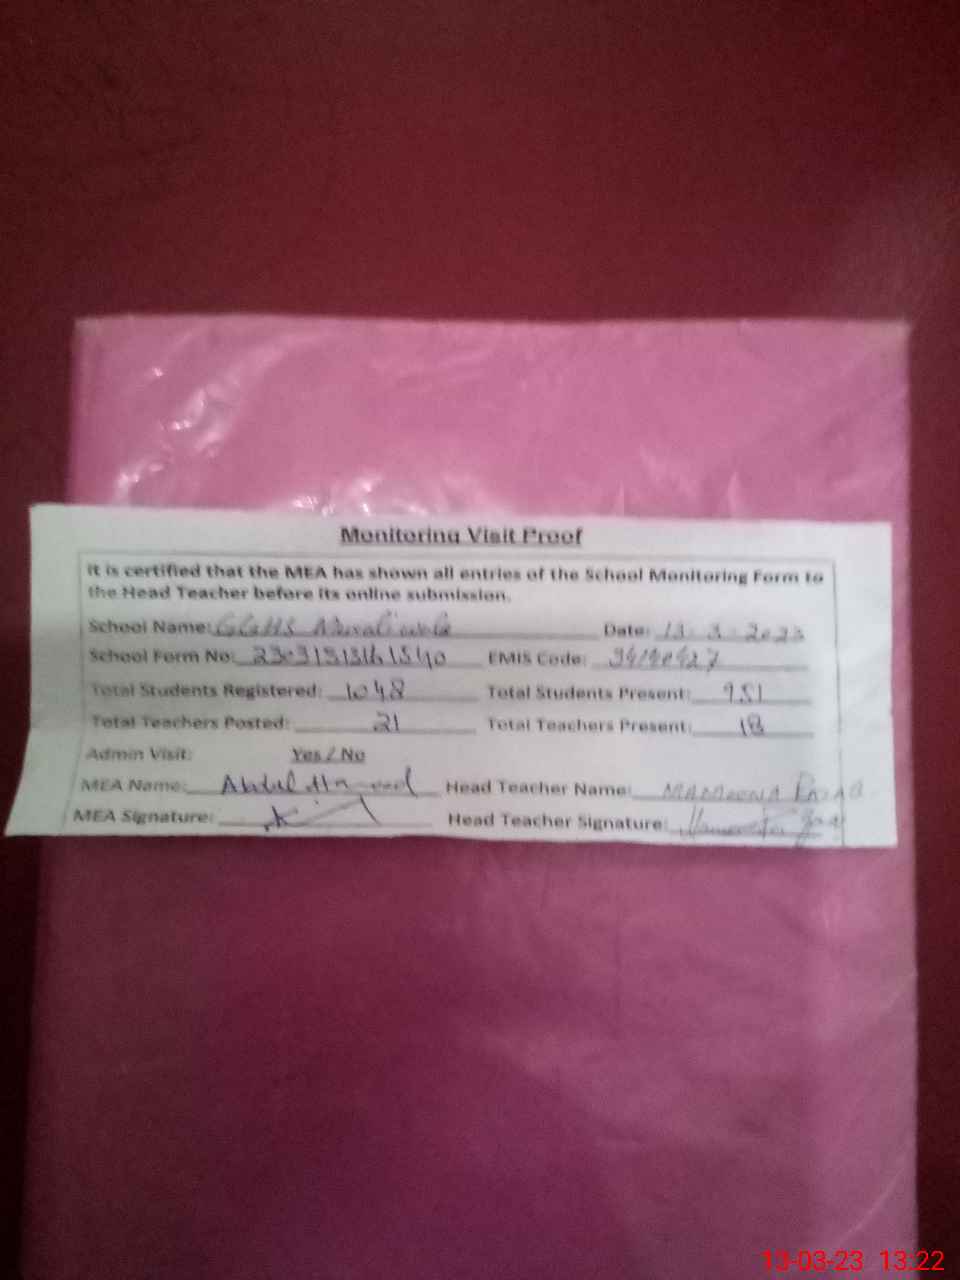 Monitoring Visit Proof
It is certified that the MEA has shown all entries of the School Monitoring Form to
the Head Teacher before its online submission.
School Name: Date: 13-3-2023
School Form No: EMIS Code:
Total Students Registered: 1048 Total Students Present: 951
Total Teachers Posted: 21 Total Teachers Present: 18
Admin Visit: Yes / No
MEA Name: Abdul Hameed Head Teacher Name: MAMOONA
MEA Signature: Head Teacher Signature:
13-03-23 13:22